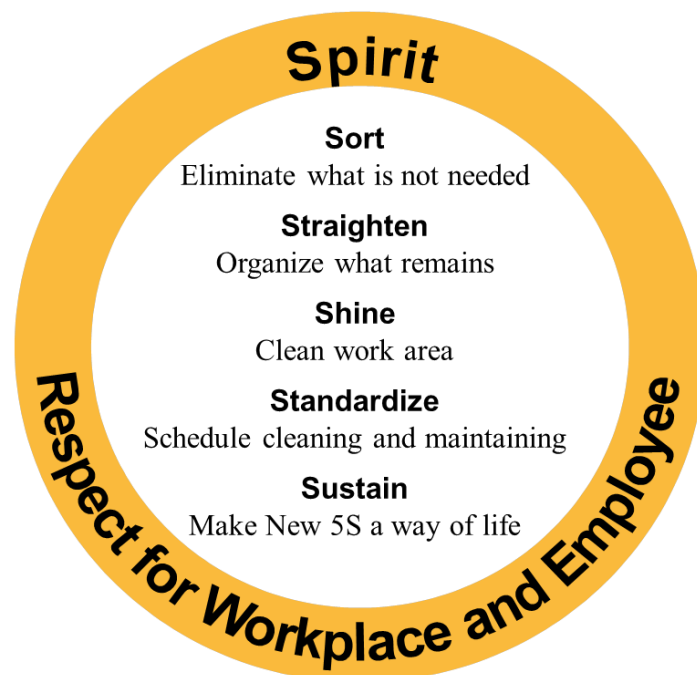 Spirit
Sort
Eliminate what is not needed
Straighten
Organize what remains
Shine
Clean work area
Standardize
Schedule cleaning and maintaining
Sustain
Make New 5S a way of life
Respect for Workplace and Employee